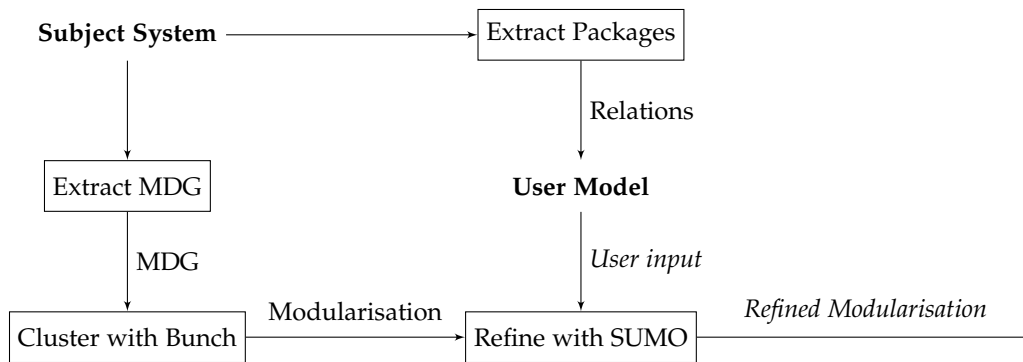 Subject System
Extract Packages
Relations
Extract MDG
User Model
MDG
User input
Modularisation
Refined Modularisation
Cluster with Bunch
Refine with SUMO